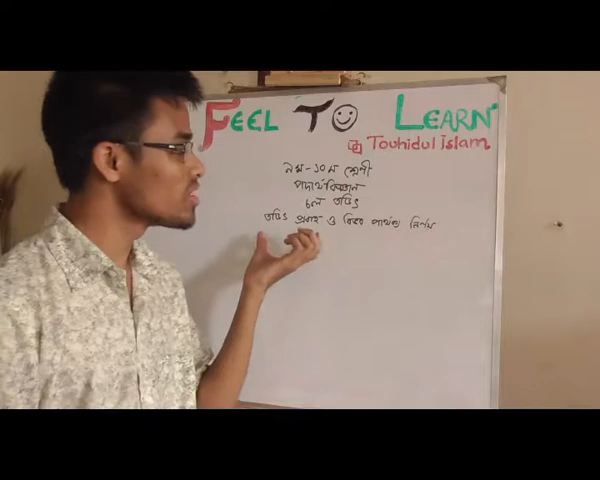 FEEL TO LEARN
Touhidul Islam
নবম-১০ম শ্রেণী
পদার্থবিজ্ঞান
চল তড়িৎ
তড়িৎ প্রবাহ ও বিভব পার্থক্য নির্ণয়